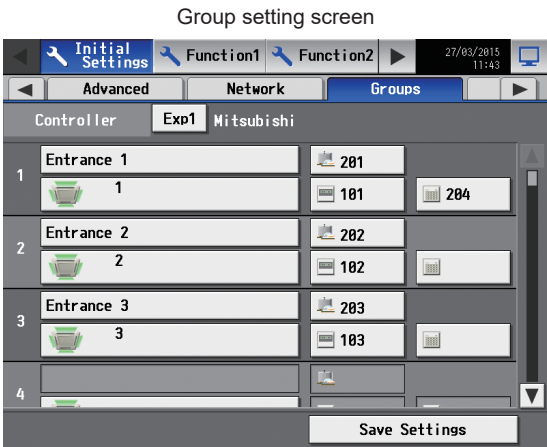 Group setting screen
Initial Settings Function1 Function2 27/03/2015 11:43
Advanced Network Groups
Controller Exp1 Mitsubishi
1 Entrance 1 201
1 101 204
2 Entrance 2 202
2 102
3 Entrance 3 203
3 103
4
Save Settings